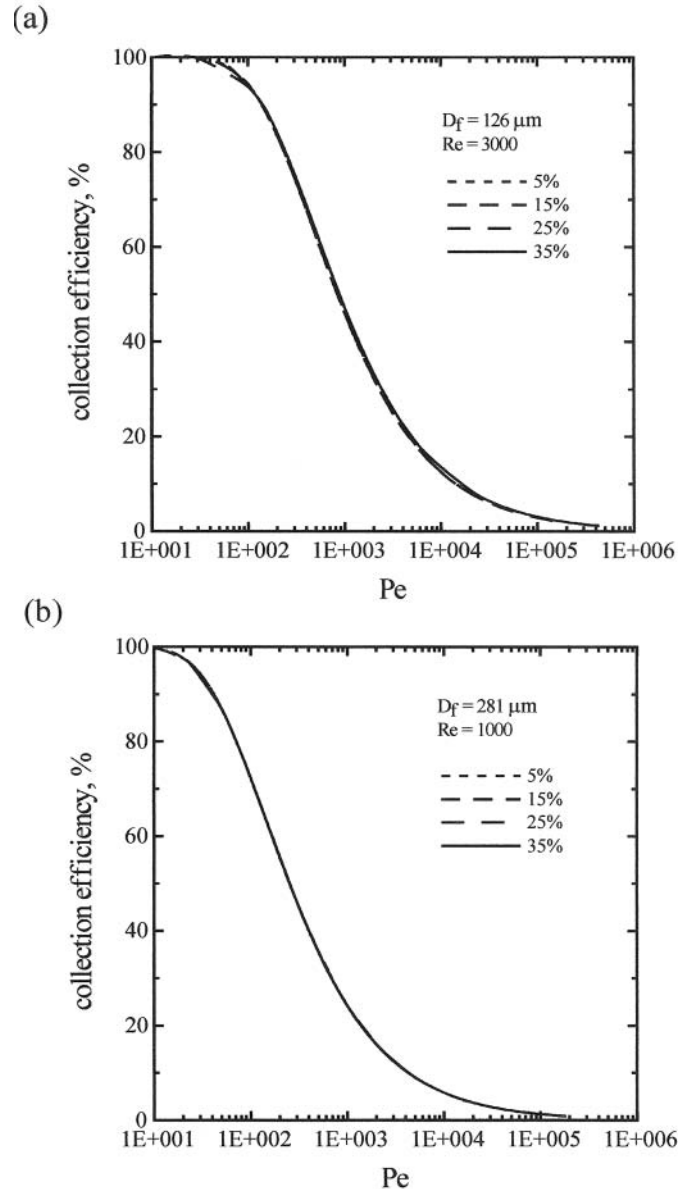 (a)
100
80
60
40
20
0
collection efficiency, %
D_f = 126 μm
Re = 3000
5%
15%
25%
35%
1E+001 1E+002 1E+003 1E+004 1E+005 1E+006
Pe
(b)
100
80
60
40
20
0
collection efficiency, %
D_f = 281 μm
Re = 1000
5%
15%
25%
35%
1E+001 1E+002 1E+003 1E+004 1E+005 1E+006
Pe